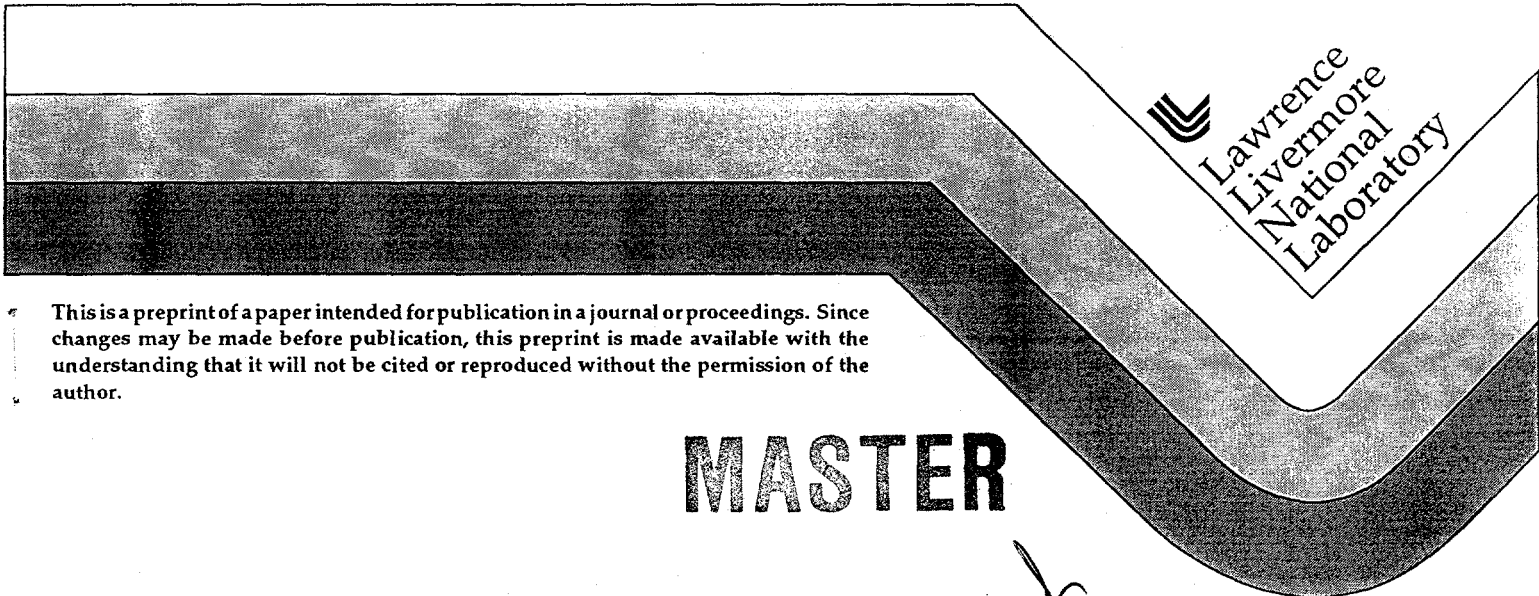 Lawrence
Livermore
National
Laboratory
This is a preprint of a paper intended for publication in a journal or proceedings. Since
changes may be made before publication, this preprint is made available with the
understanding that it will not be cited or reproduced without the permission of the
author.
MASTER